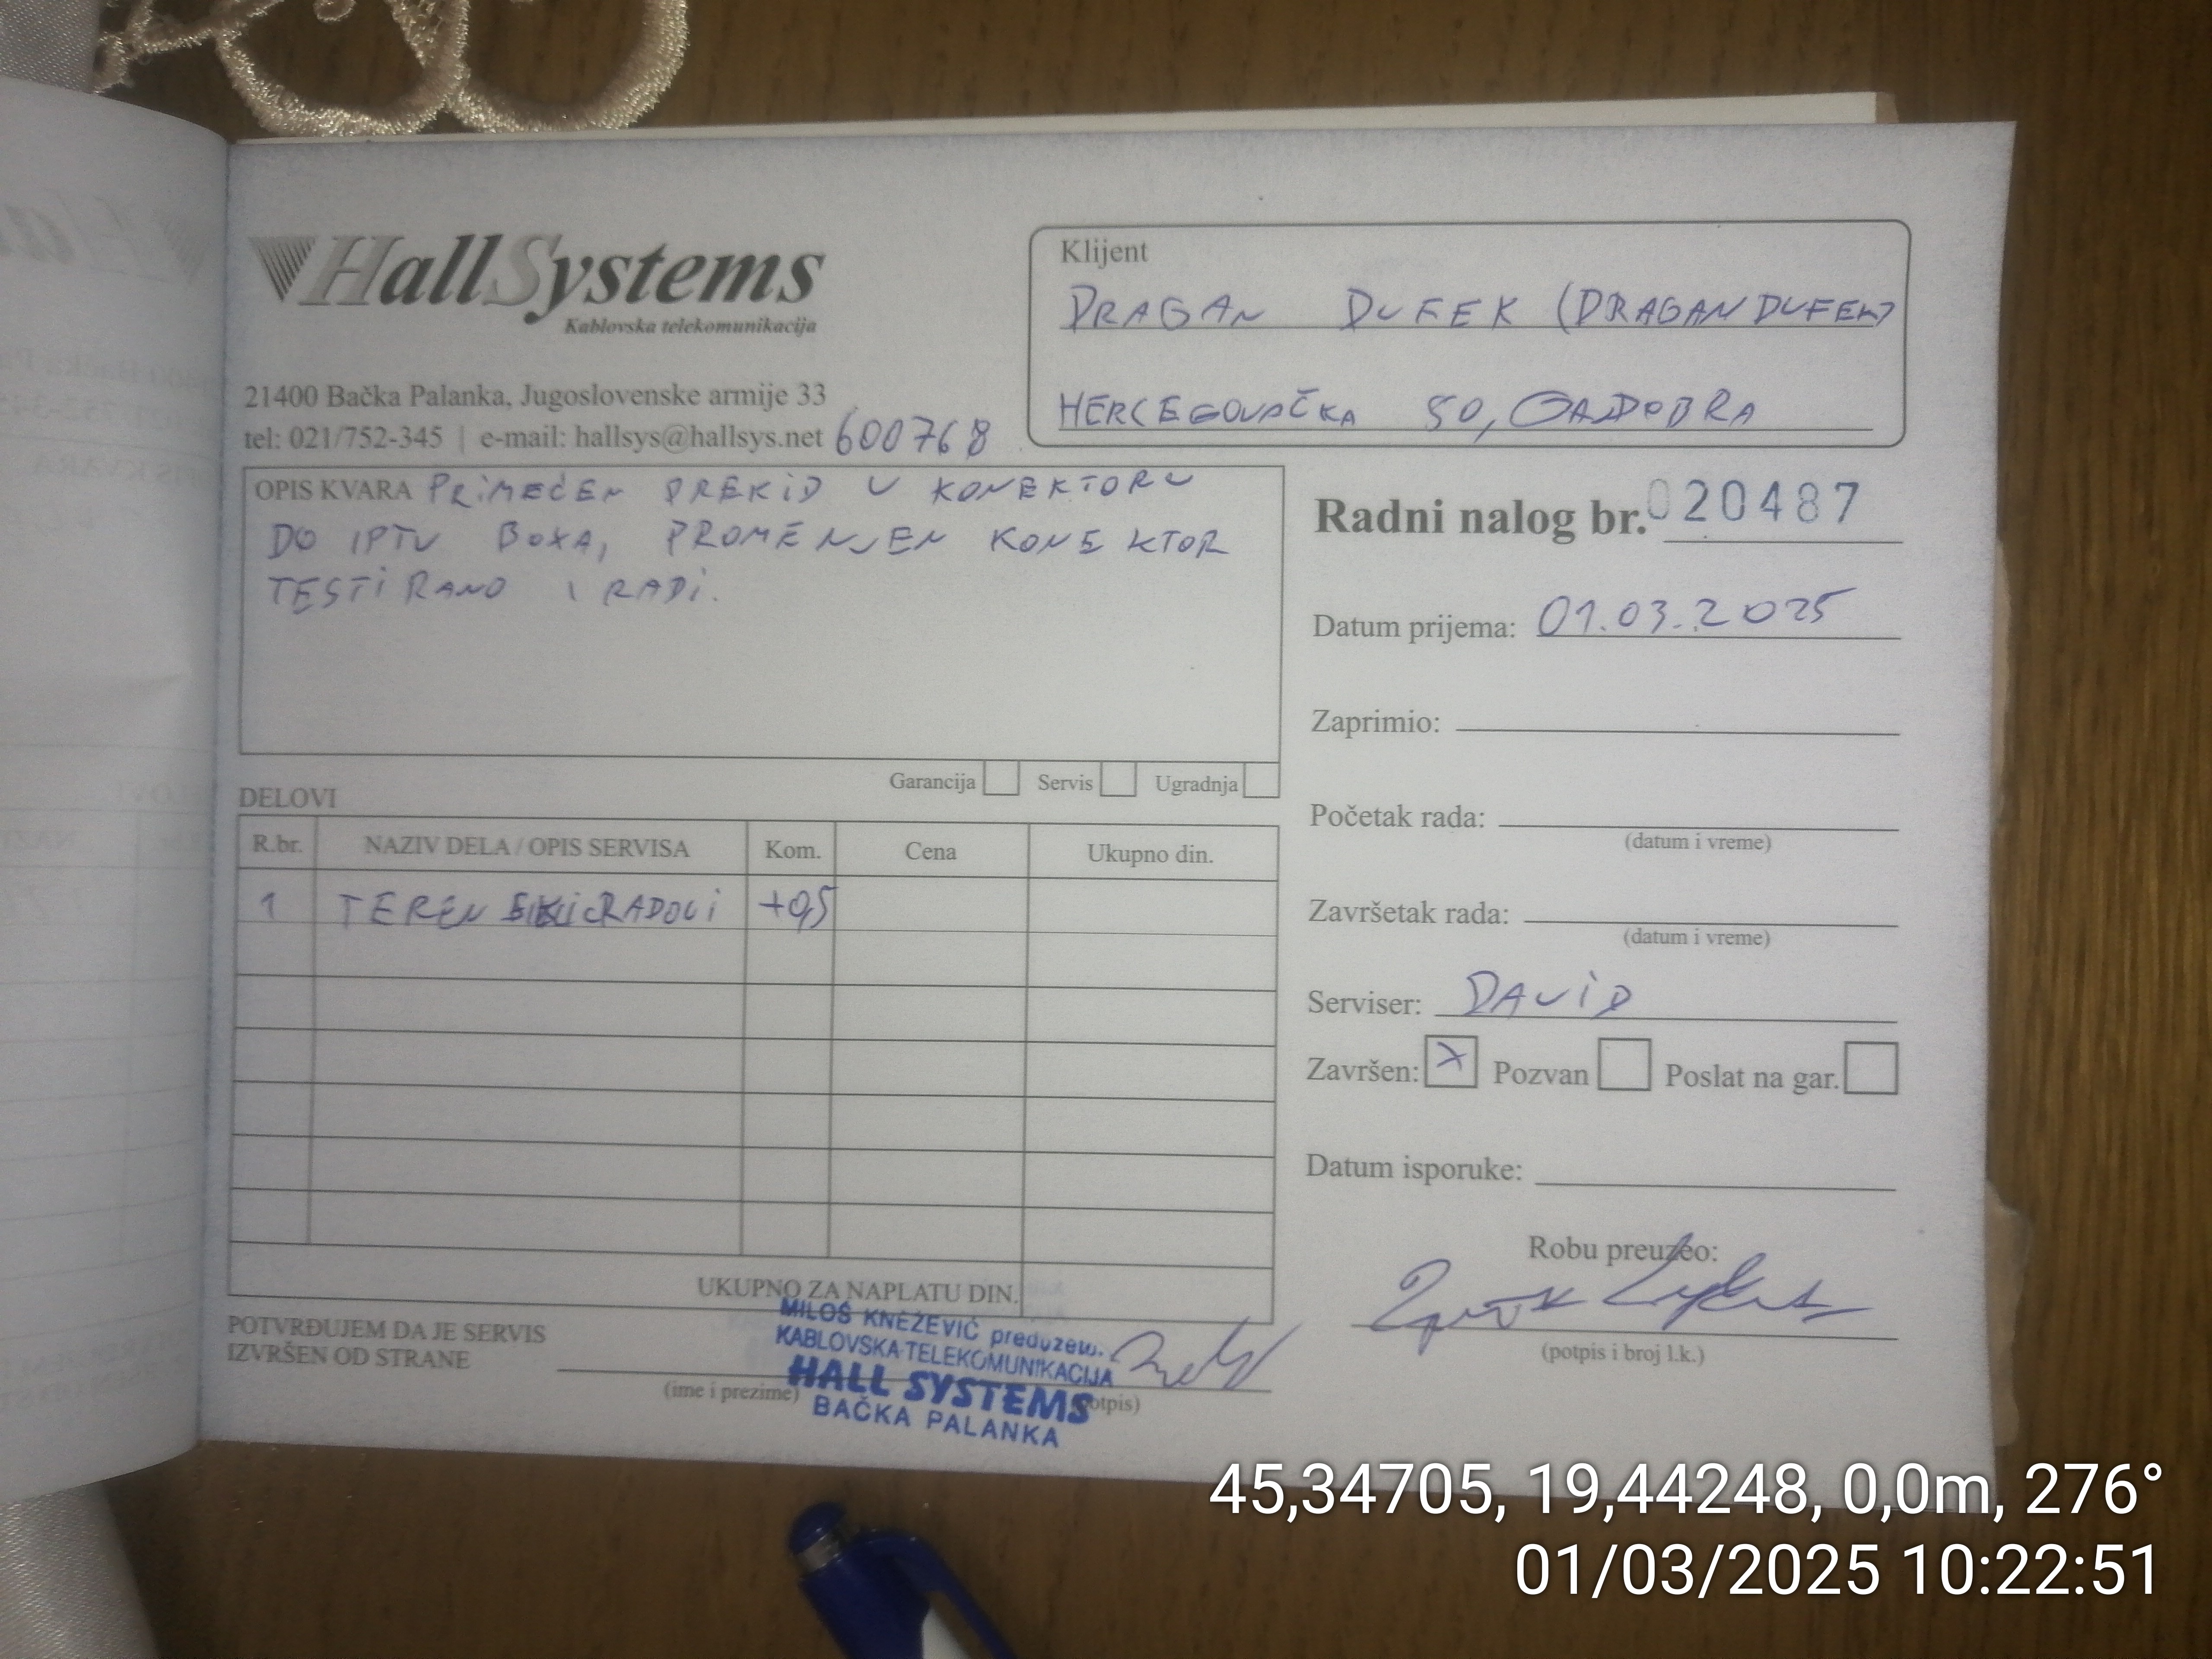 HallSystems
Kablovska telekomunikacija
21400 Bačka Palanka, Jugoslovenske armije 33
tel: 021/752-345 | e-mail: hallsys@hallsys.net 600768
Klijent
DRAGAN DUFEK (DRAGANDUFEK)
HERCEGOVAČKA 50, GAJDOBRA
OPIS KVARA PRIMEĆEN PREKID U KONEKTORU
DO IPTV BOXA, PROMENJEN KONEKTOR
TESTIRANO I RADI.
Garancija Servis Ugradnja
Radni nalog br. 020487
Datum prijema: 01.03.2025
Zaprimio:
Početak rada:
(datum i vreme)
Završetak rada:
(datum i vreme)
Serviser: DAVID
Završen: X Pozvan Poslat na gar.
Datum isporuke:
Robu preuzeo:
(potpis i broj l.k.)
DELOVI
R.br. NAZIV DELA / OPIS SERVISA Kom. Cena Ukupno din.
1 TEREN RADOVI +0,5
UKUPNO ZA NAPLATU DIN.
POTVRĐUJEM DA JE SERVIS
IZVRŠEN OD STRANE
(ime i prezime) (potpis)
MILOŠ KNEŽEVIĆ preduzew.
KABLOVSKA TELEKOMUNIKACIJA
HALL SYSTEMS
BAČKA PALANKA
45,34705, 19,44248, 0,0m, 276°
01/03/2025 10:22:51